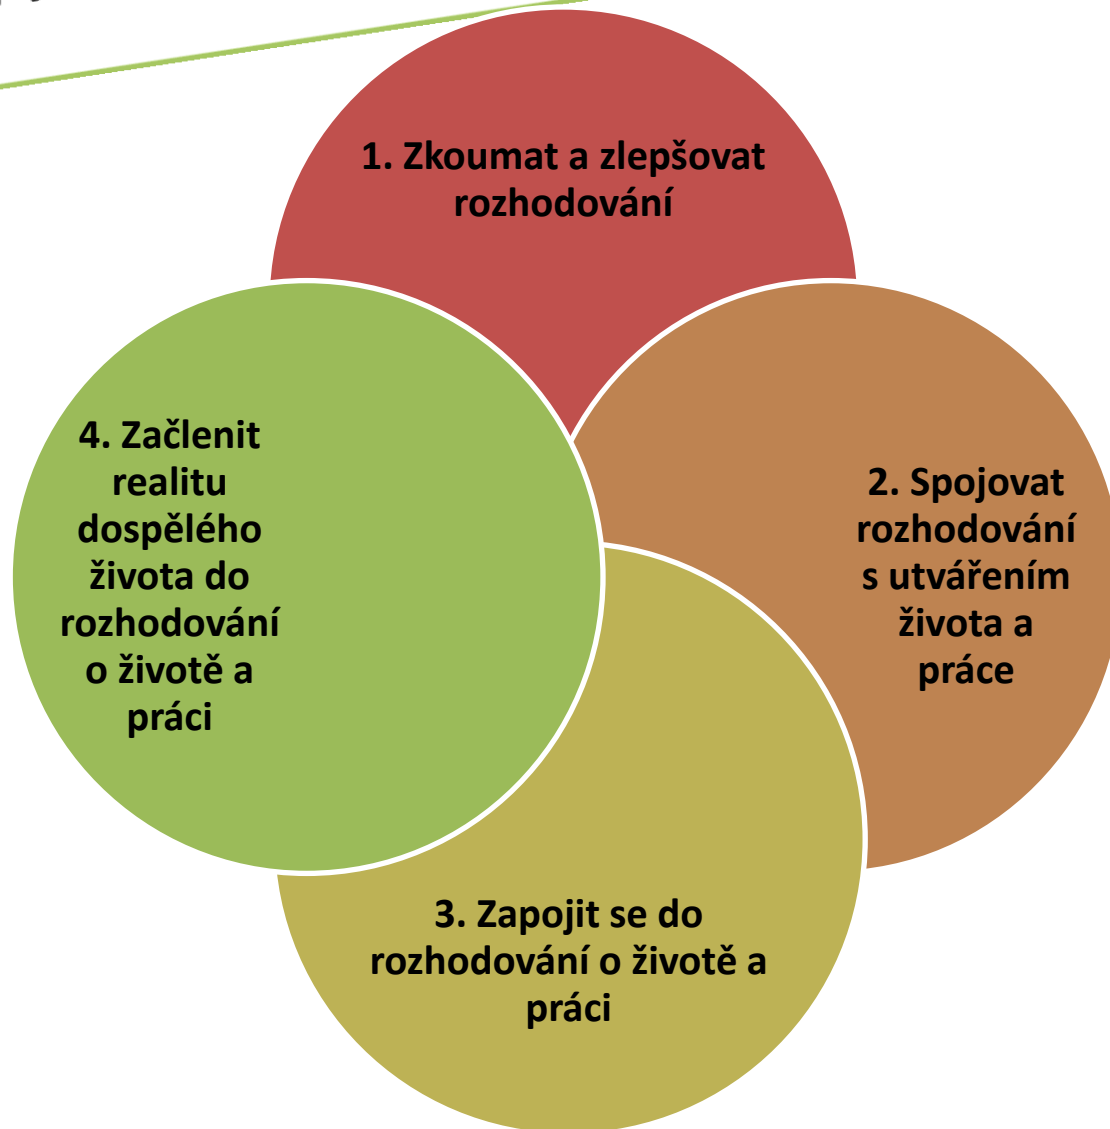 1. Zkoumat a zlepšovat
rozhodování
2. Spojovat
rozhodování
s utvářením
života a
práce
3. Zapojit se do
rozhodování o životě a
práci
4. Začlenit
realitu
dospělého
života do
rozhodování
o životě a
práci